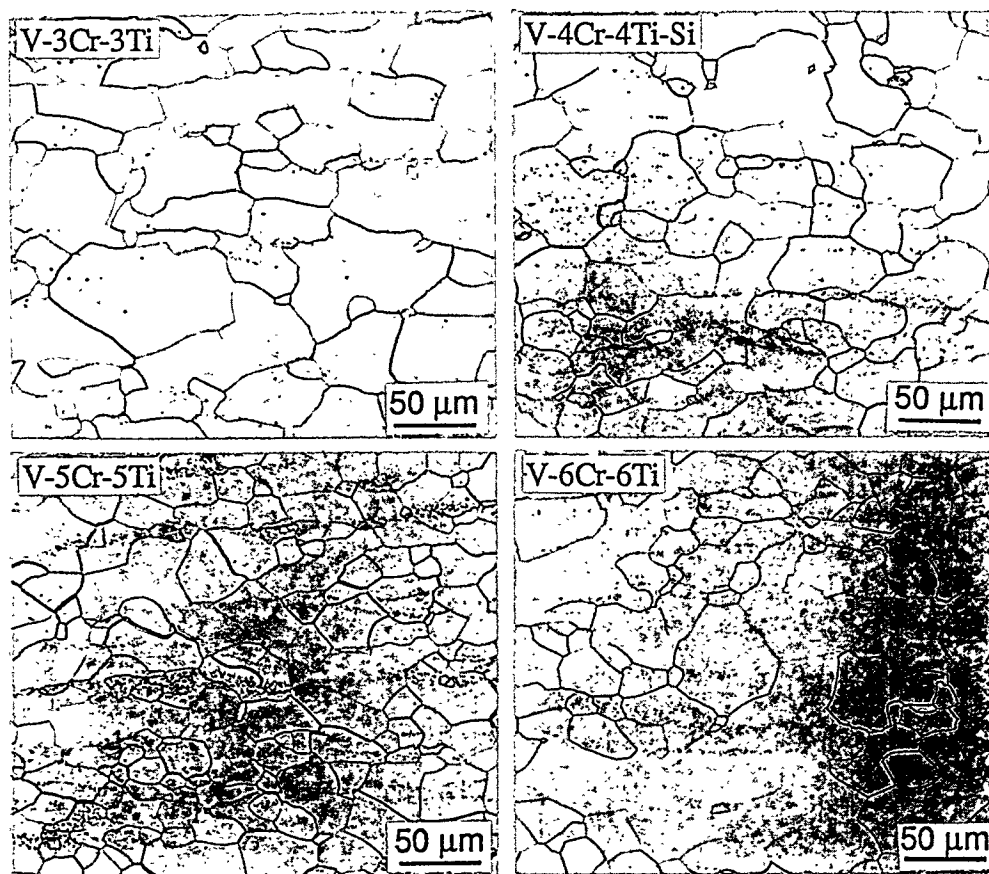 V-3Cr-3Ti
V-4Cr-4Ti-Si
50 µm
50 µm
V-5Cr-5Ti
V-6Cr-6Ti
50 µm
50 µm